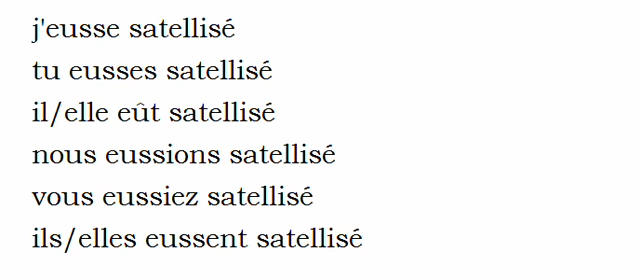 j'eusse satellisé
tu eusses satellisé
il/elle eût satellisé
nous eussions satellisé
vous eussiez satellisé
ils/elles eussent satellisé